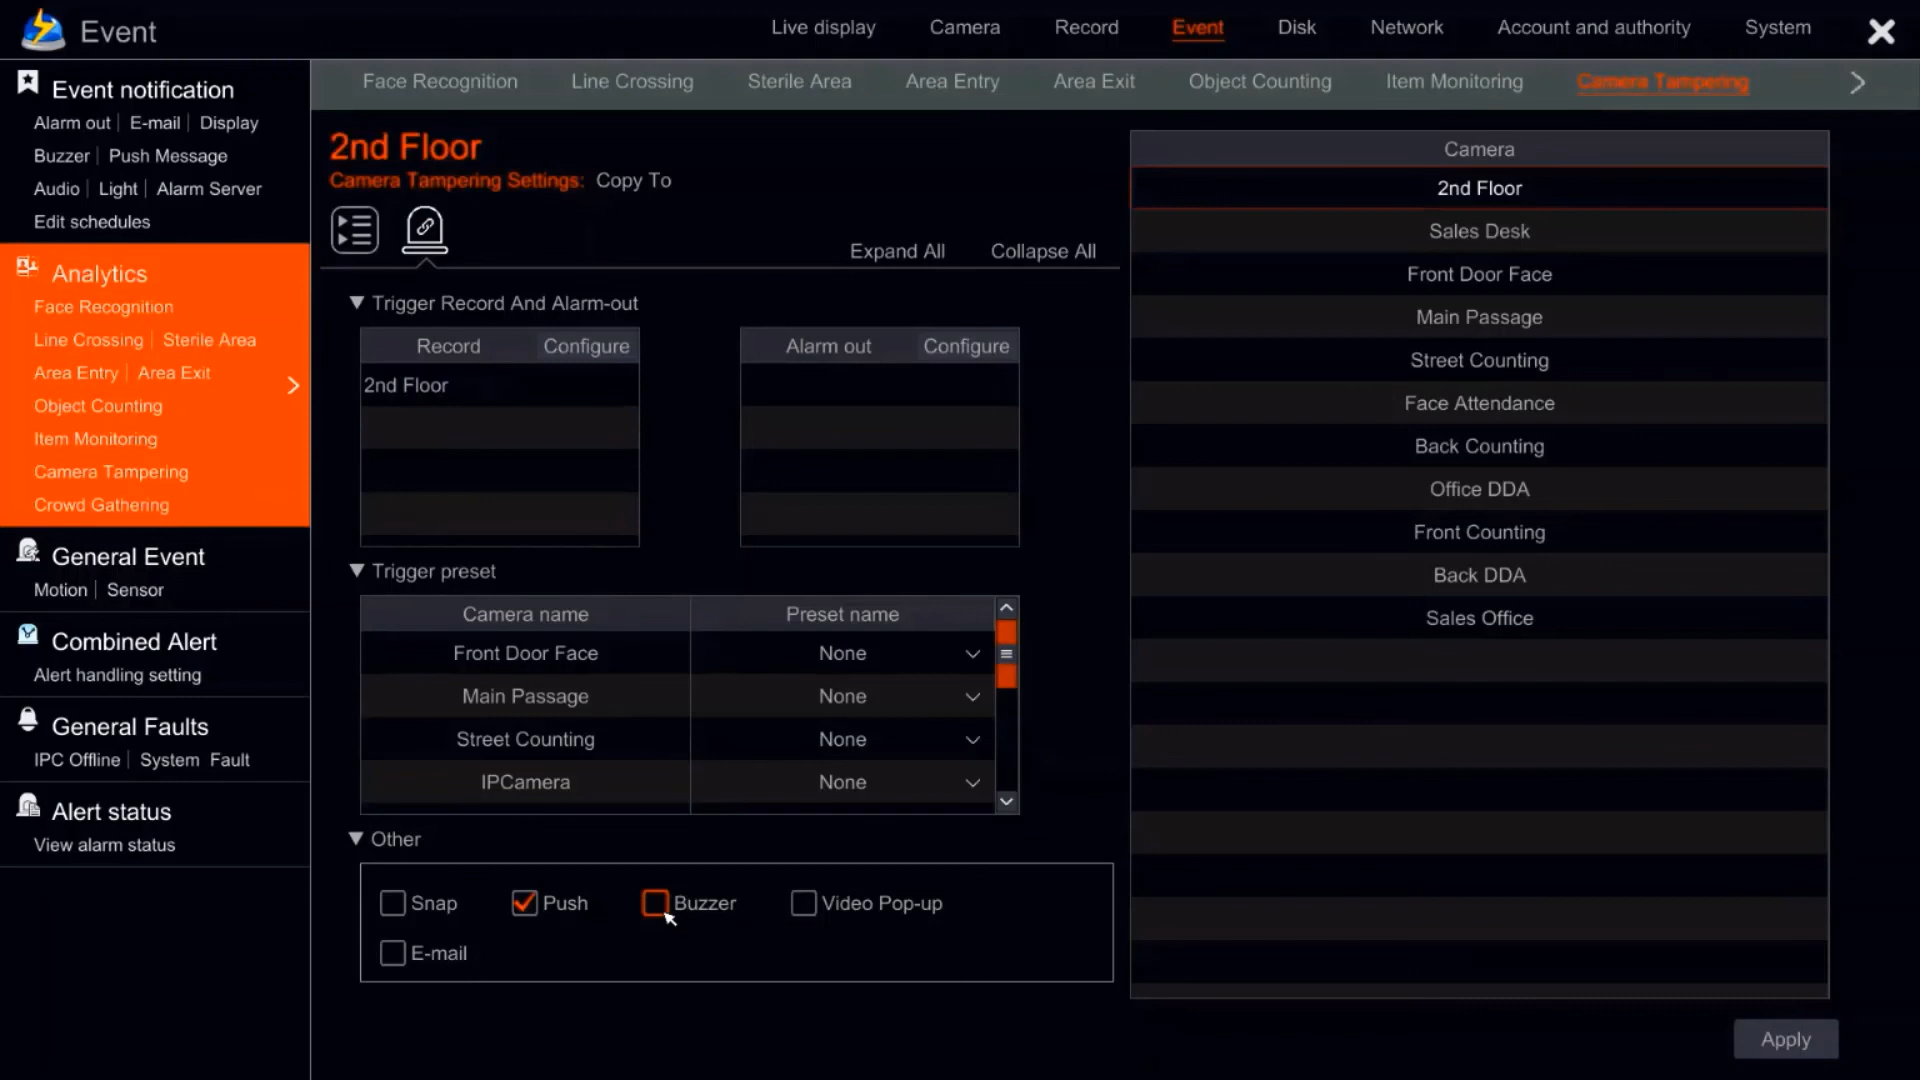 Event
Live display Camera Record Event Disk Network Account and authority System
Face Recognition Line Crossing Sterile Area Area Entry Area Exit Object Counting Item Monitoring Camera Tampering
Event notification
Alarm out | E-mail | Display
Buzzer | Push Message
Audio | Light | Alarm Server
Edit schedules
Analytics
Face Recognition
Line Crossing | Sterile Area
Area Entry | Area Exit
Object Counting
Item Monitoring
Camera Tampering
Crowd Gathering
General Event
Motion | Sensor
Combined Alert
Alert handling setting
General Faults
IPC Offline | System Fault
Alert status
View alarm status
2nd Floor
Camera Tampering Settings: Copy To
Expand All Collapse All
Trigger Record And Alarm-out
Record Configure
2nd Floor
Alarm out Configure
Trigger preset
Camera name Preset name
Front Door Face None
Main Passage None
Street Counting None
IPCamera None
Other
Snap Push Buzzer Video Pop-up
E-mail
Camera
2nd Floor
Sales Desk
Front Door Face
Main Passage
Street Counting
Face Attendance
Back Counting
Office DDA
Front Counting
Back DDA
Sales Office
Apply